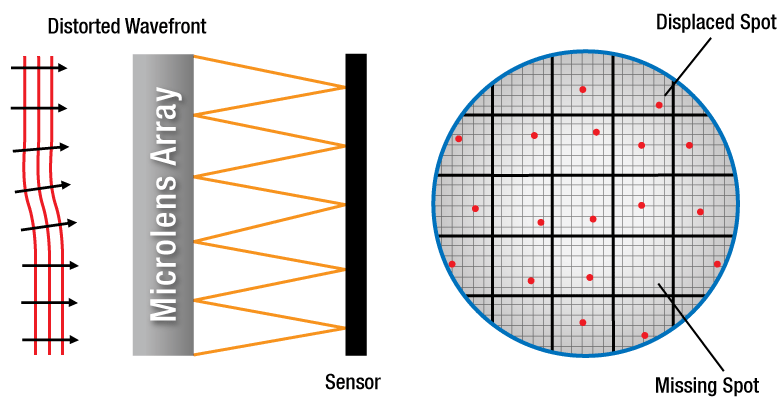 Distorted Wavefront
Microlens Array
Sensor
Displaced Spot
Missing Spot